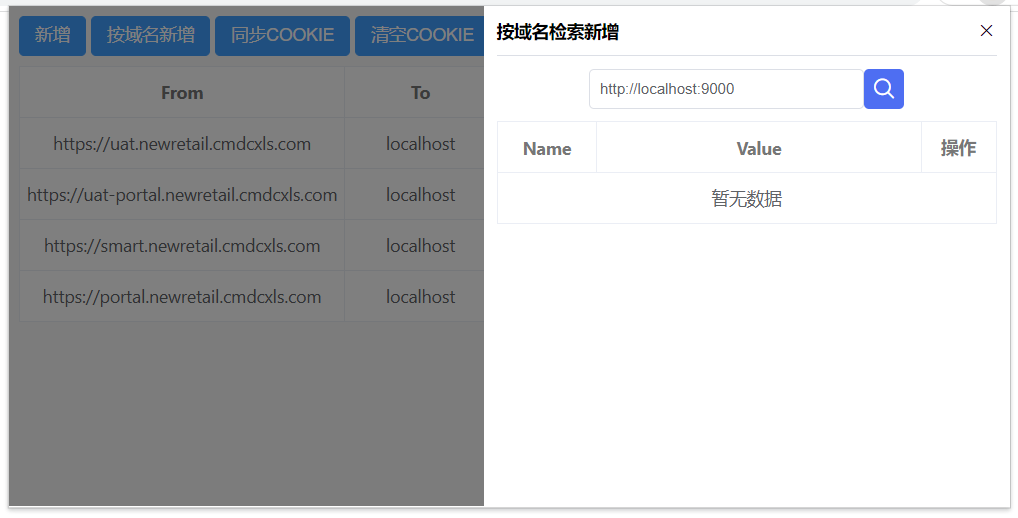 新增 按域名新增 同步COOKIE 清空COOKIE
From To
https://uat.newretail.cmdcxls.com localhost
https://uat-portal.newretail.cmdcxls.com localhost
https://smart.newretail.cmdcxls.com localhost
https://portal.newretail.cmdcxls.com localhost
按域名检索新增
http://localhost:9000
Name Value 操作
暂无数据